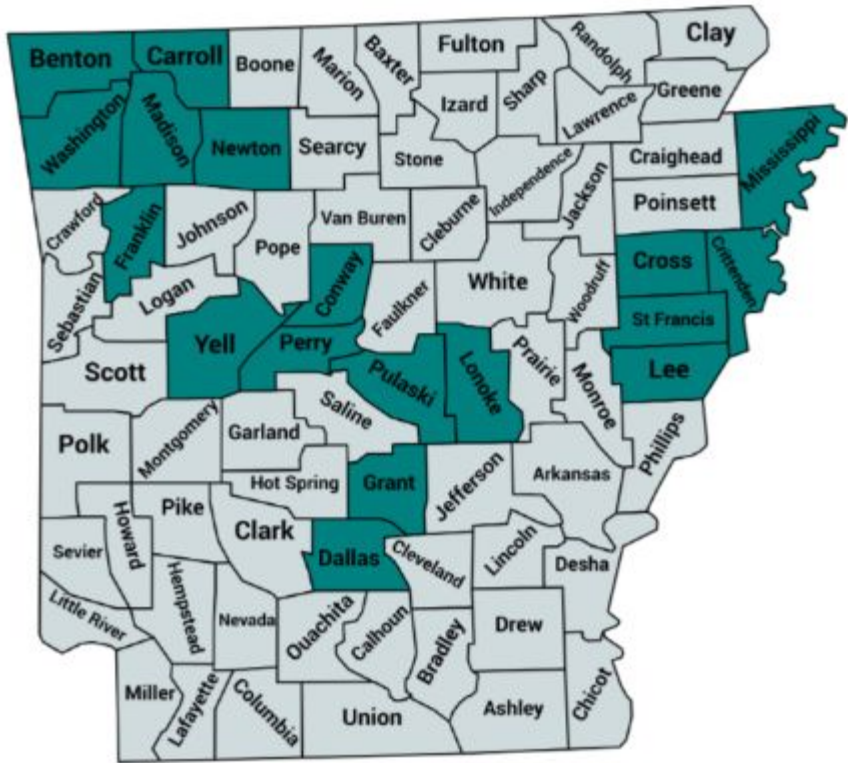 Benton
Carroll
Boone
Marion
Baxter
Fulton
Sharp
Randolph
Clay
Washington
Madison
Newton
Searcy
Stone
Izard
Independence
Lawrence
Greene
Jackson
Craighead
Mississippi
Poinsett
Crawford
Franklin
Johnson
Pope
Van Buren
Cleburne
Sebastian
Logan
Conway
Faulkner
White
Woodruff
Cross
Crittenden
St Francis
Scott
Yell
Perry
Pulaski
Lonoke
Prairie
Monroe
Lee
Polk
Montgomery
Garland
Saline
Hot Spring
Grant
Jefferson
Arkansas
Phillips
Sevier
Howard
Pike
Clark
Dallas
Cleveland
Lincoln
Desha
Little River
Hempstead
Nevada
Ouachita
Calhoun
Bradley
Drew
Miller
Lafayette
Columbia
Union
Ashley
Chicot